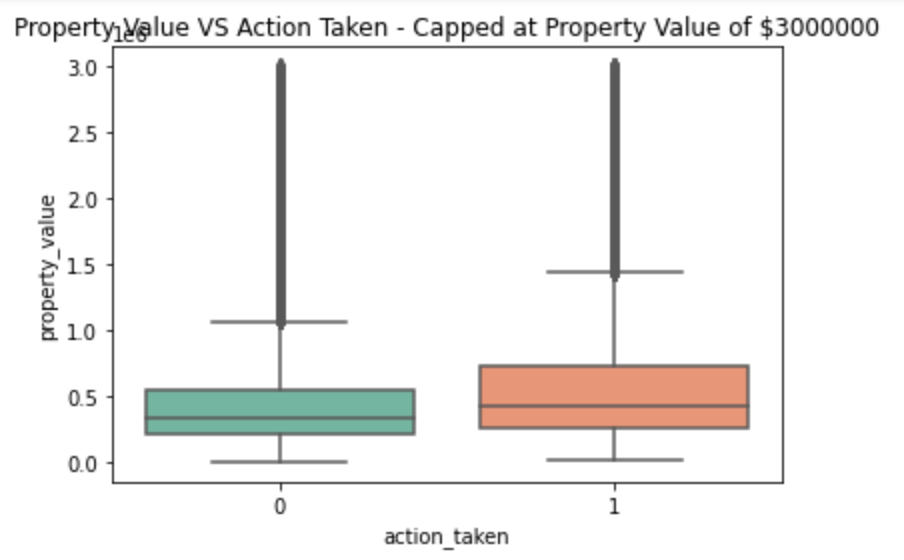 Property Value VS Action Taken - Capped at Property Value of $3000000
1e6
3.0
2.5
2.0
1.5
1.0
0.5
0.0
property_value
0 1
action_taken